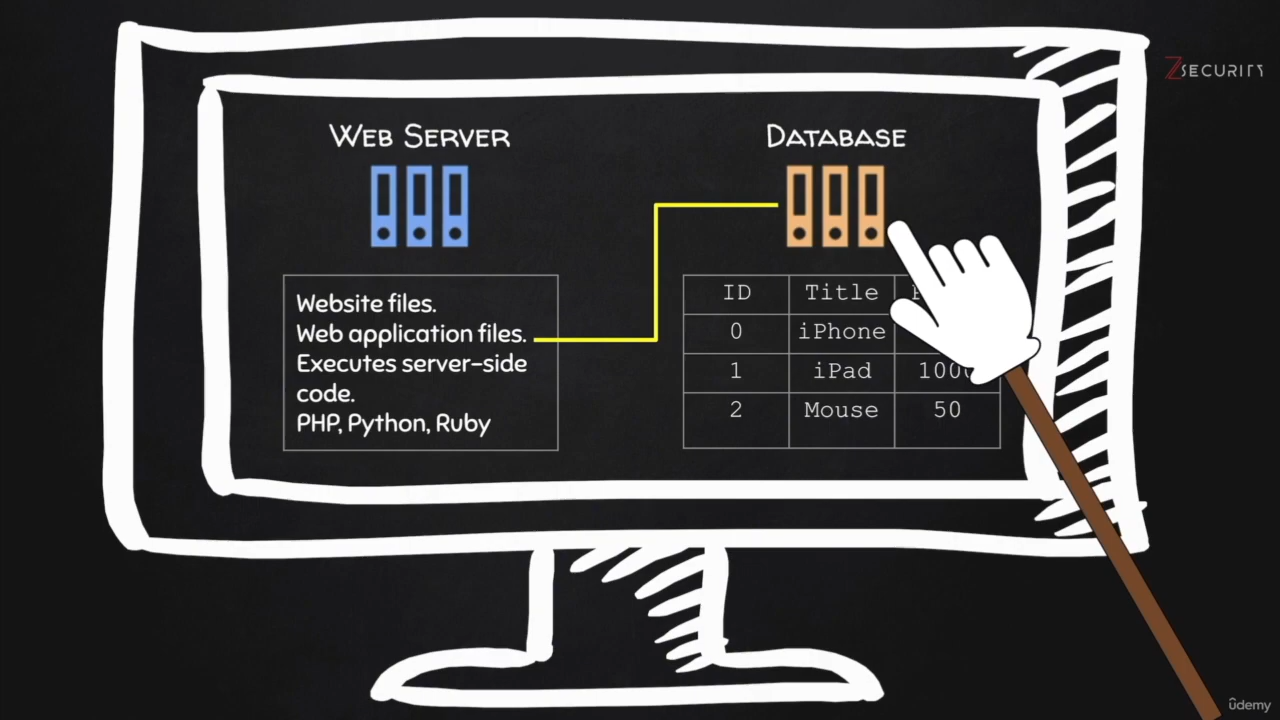 ZSECURITY
Web Server
Database
Website files.
Web application files.
Executes server-side
code.
PHP, Python, Ruby
ID Title
0 iPhone
1 iPad
2 Mouse 50
ûdemy